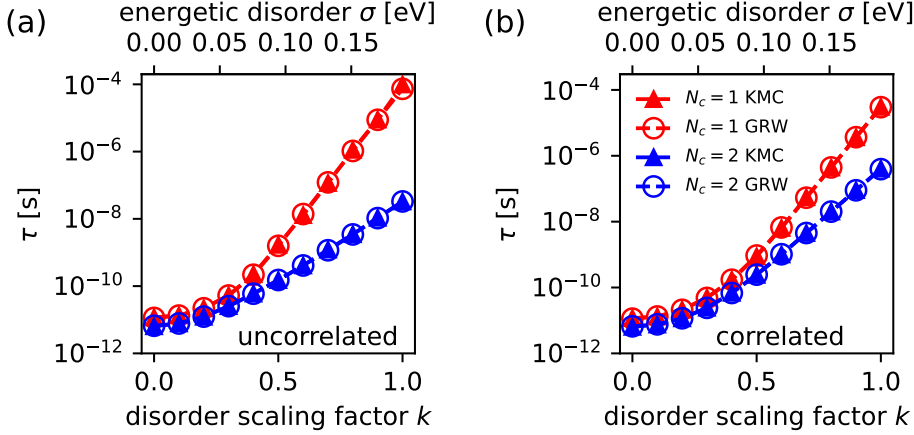 (a)
energetic disorder σ [eV]
0.00 0.05 0.10 0.15
τ [s]
10⁻⁴
10⁻⁶
10⁻⁸
10⁻¹⁰
10⁻¹²
uncorrelated
0.0 0.5 1.0
disorder scaling factor k
(b)
energetic disorder σ [eV]
0.00 0.05 0.10 0.15
τ [s]
10⁻⁴
10⁻⁶
10⁻⁸
10⁻¹⁰
10⁻¹²
N_c = 1 KMC
N_c = 1 GRW
N_c = 2 KMC
N_c = 2 GRW
correlated
0.0 0.5 1.0
disorder scaling factor k